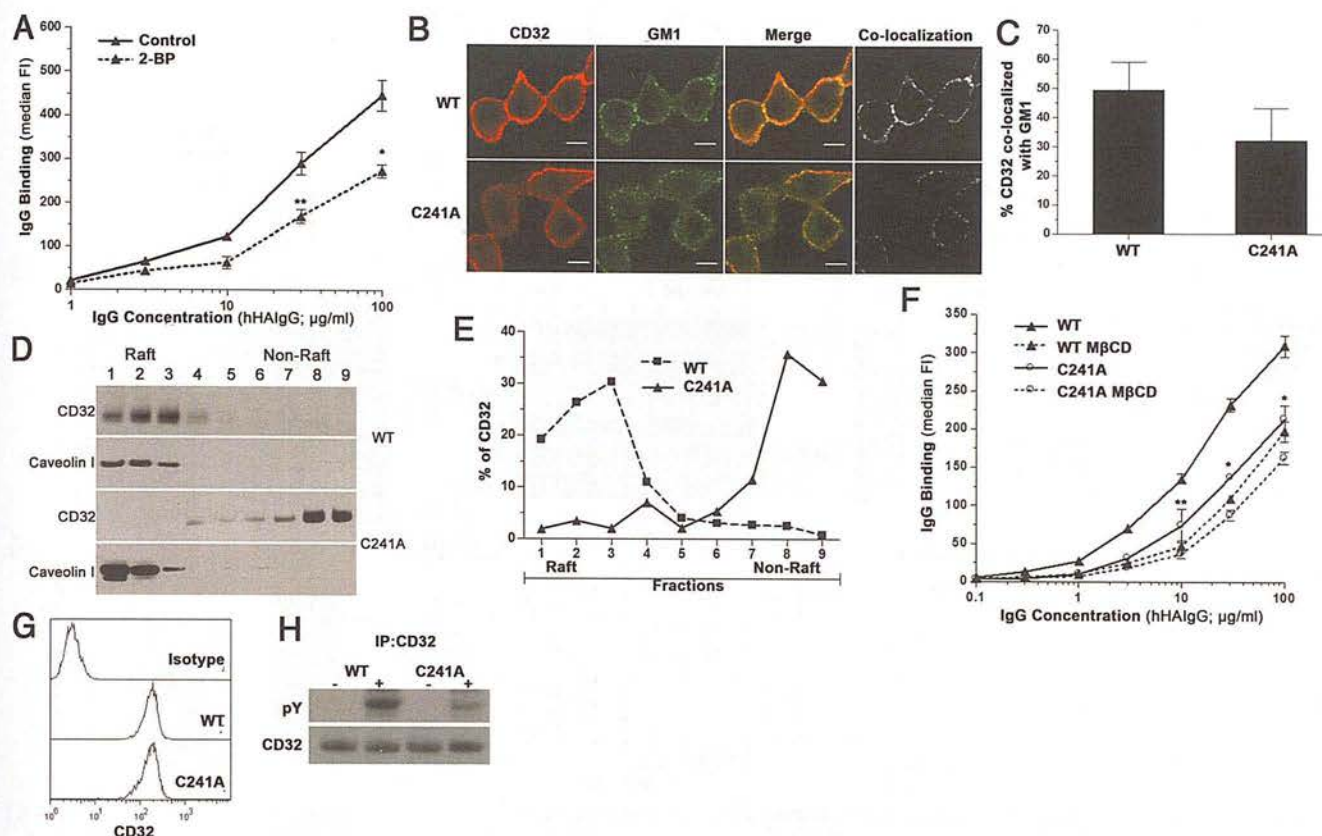 A
600
500
400
300
200
100
0
IgG Binding (median FI)
Control
2-BP
**
*
1
10
100
IgG Concentration (hHAIgG; µg/ml)
B
CD32
GM1
Merge
Co-localization
WT
C241A
C
% CD32 co-localized
with GM1
70
60
50
40
30
20
10
0
WT
C241A
D
Raft
Non-Raft
1 2 3 4 5 6 7 8 9
CD32
Caveolin I
WT
CD32
Caveolin I
C241A
E
% of CD32
40
30
20
10
0
WT
C241A
1 2 3 4 5 6 7 8 9
Raft
Non-Raft
Fractions
F
IgG Binding (median FI)
350
300
250
200
150
100
50
0
WT
WT MβCD
C241A
C241A MβCD
**
*
*
0.1
1
10
100
IgG Concentration (hHAIgG; µg/ml)
G
Isotype
WT
C241A
10⁰ 10¹ 10² 10³
CD32
H
IP:CD32
WT
C241A
- + - +
pY
CD32